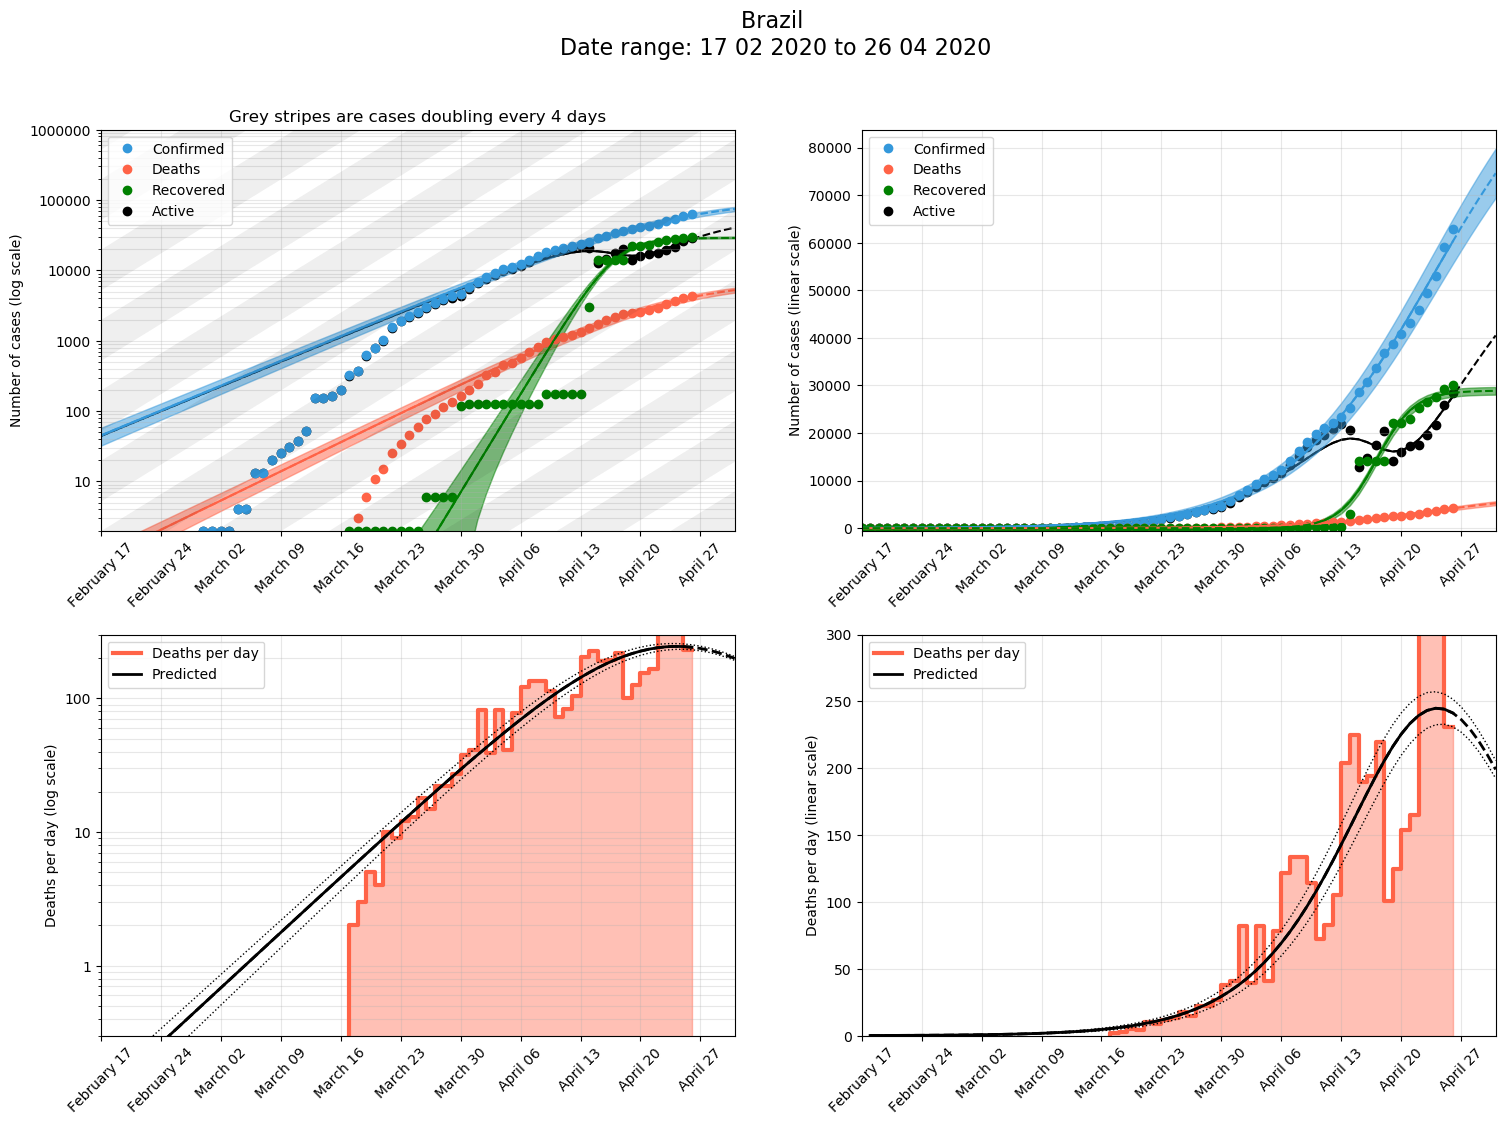 Brazil
Date range: 17 02 2020 to 26 04 2020
Grey stripes are cases doubling every 4 days
Number of cases (log scale)
1000000
100000
10000
1000
100
10
Confirmed
Deaths
Recovered
Active
February 17
February 24
March 02
March 09
March 16
March 23
March 30
April 06
April 13
April 20
April 27
Number of cases (linear scale)
80000
70000
60000
50000
40000
30000
20000
10000
0
Confirmed
Deaths
Recovered
Active
February 17
February 24
March 02
March 09
March 16
March 23
March 30
April 06
April 13
April 20
April 27
Deaths per day (log scale)
100
10
1
Deaths per day
Predicted
February 17
February 24
March 02
March 09
March 16
March 23
March 30
April 06
April 13
April 20
April 27
Deaths per day (linear scale)
300
250
200
150
100
50
0
Deaths per day
Predicted
February 17
February 24
March 02
March 09
March 16
March 23
March 30
April 06
April 13
April 20
April 27